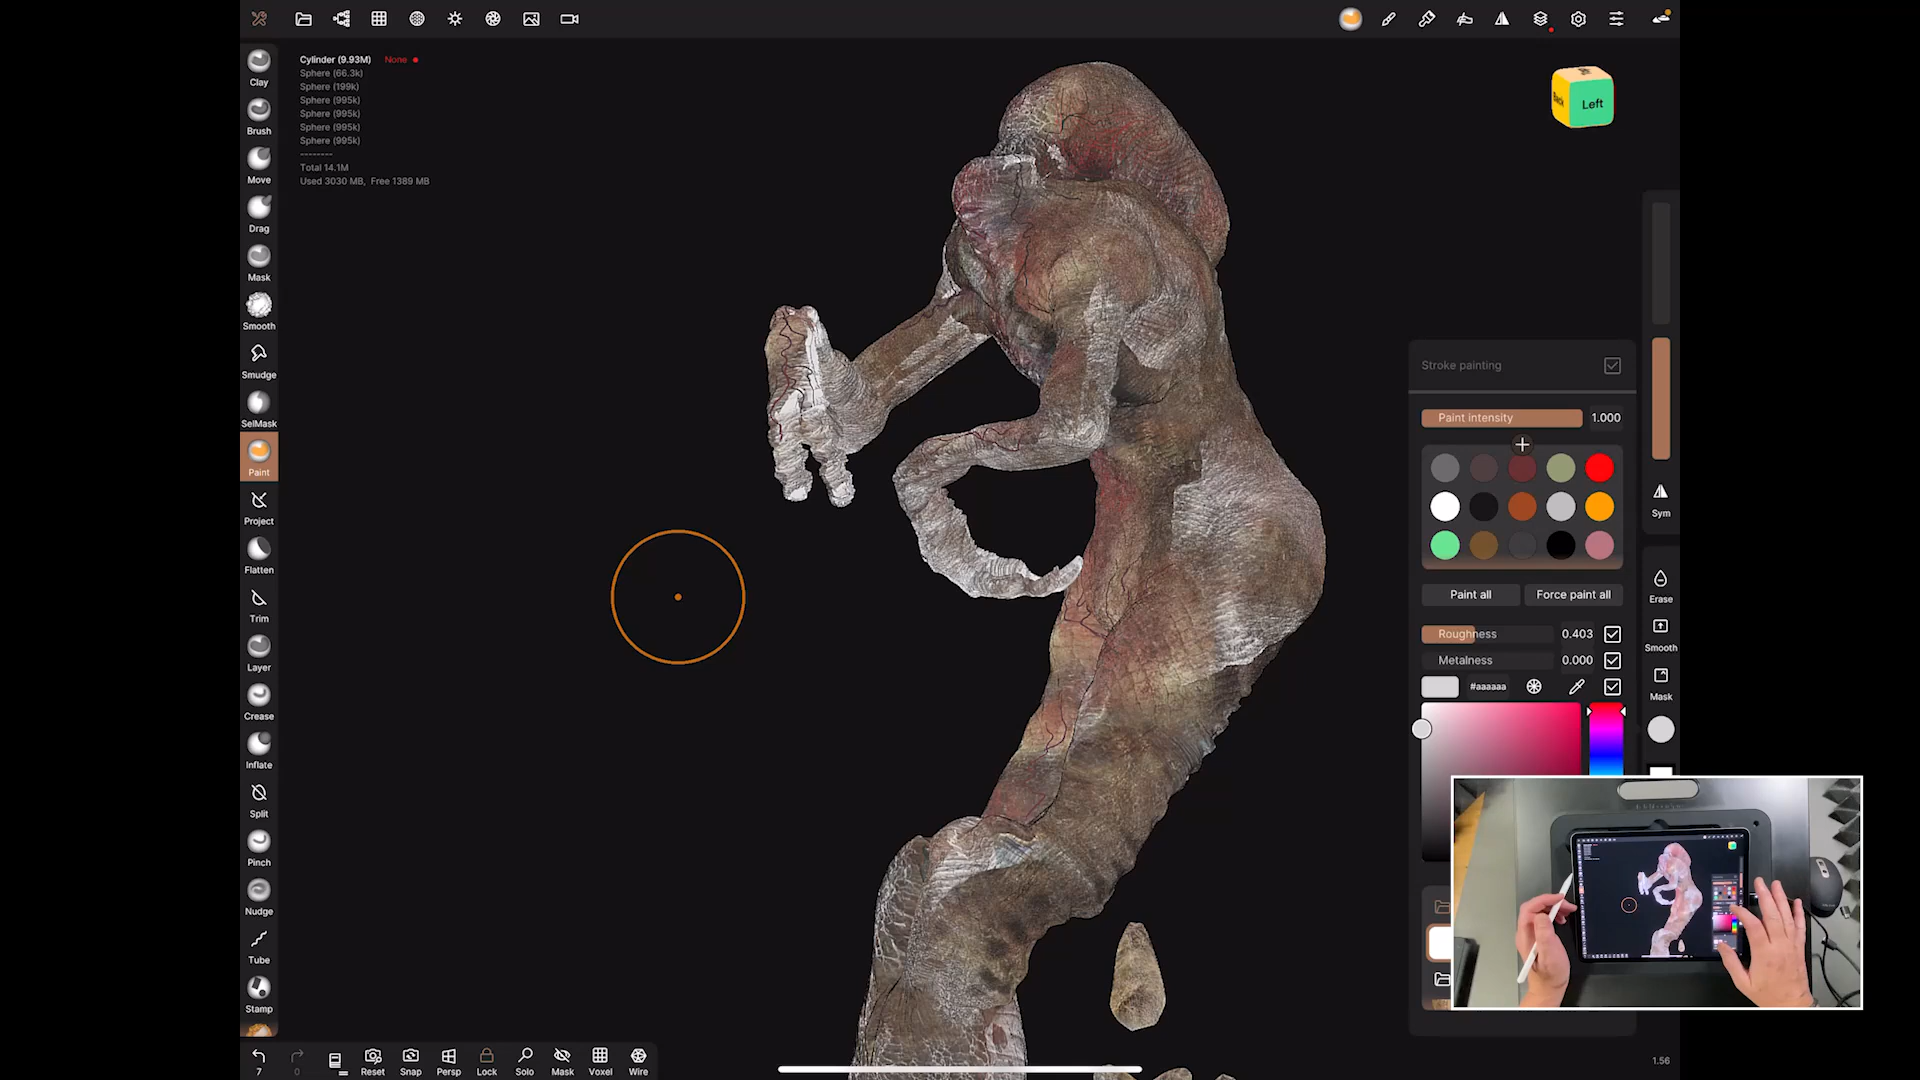 Cylinder (9.93M) None
Sphere (66.3k)
Sphere (199k)
Sphere (995k)
Sphere (995k)
Sphere (995k)
Sphere (995k)
--------
Total 14.1M
Used 3030 MB, Free 1389 MB
Back
Left
Clay
Brush
Move
Drag
Mask
Smooth
Smudge
SelMask
Paint
Project
Flatten
Trim
Layer
Crease
Inflate
Split
Pinch
Nudge
Tube
Stamp
Stroke painting
Paint intensity 1.000
Paint all Force paint all
Roughness 0.403
Metalness 0.000
#aaaaaa
Sym
Erase
Smooth
Mask
7 0 Reset Snap Persp Lock Solo Mask Voxel Wire
1.56